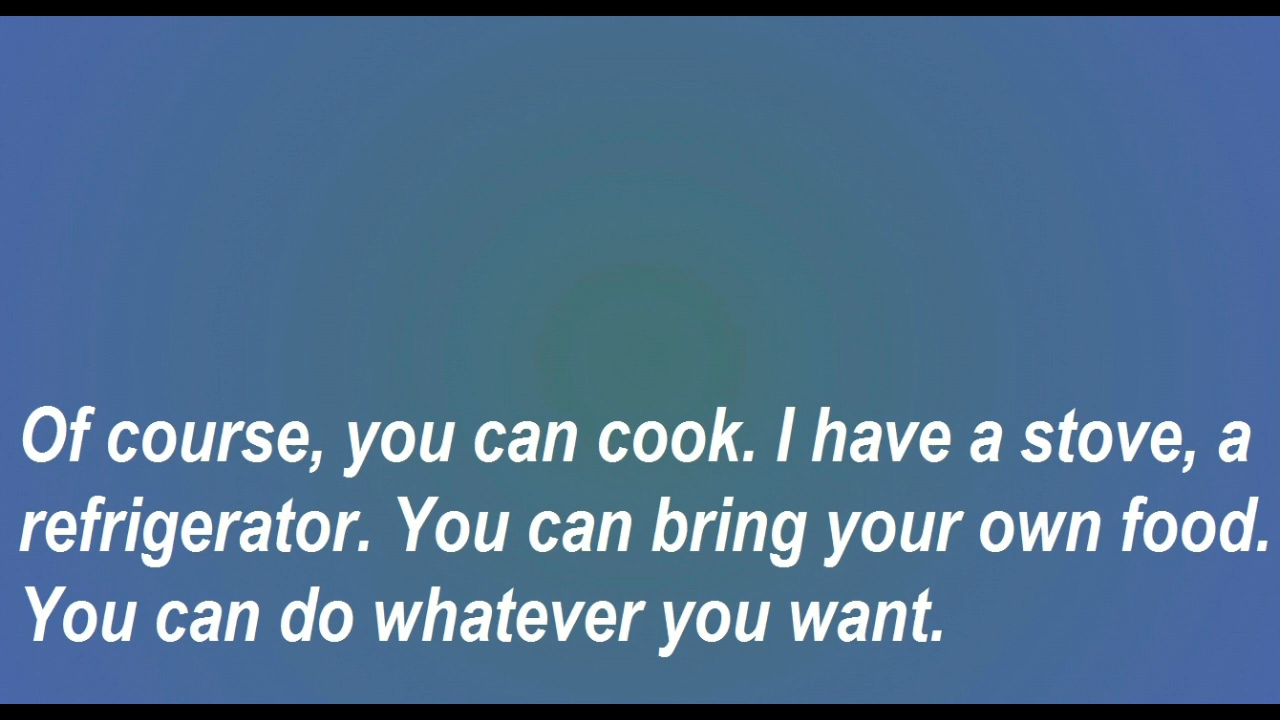 Of course, you can cook. I have a stove, a
refrigerator. You can bring your own food.
You can do whatever you want.